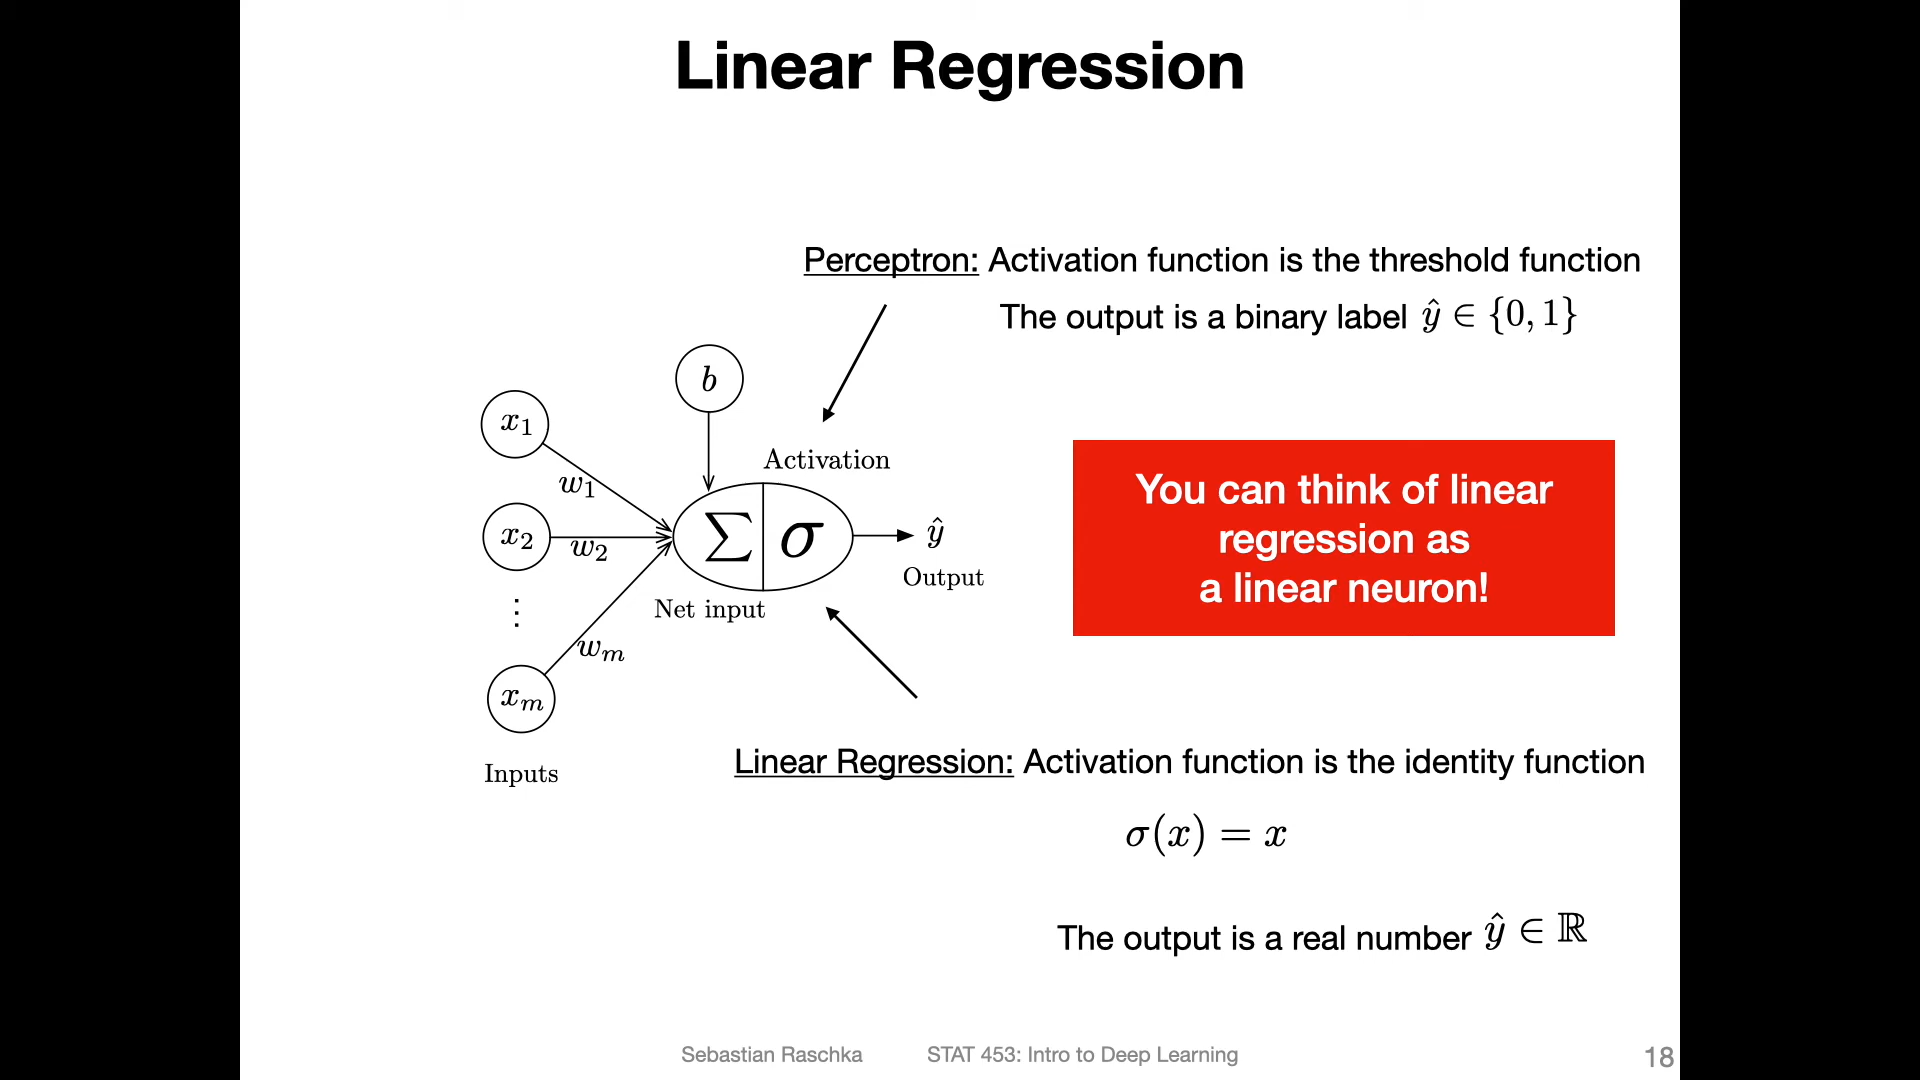 Linear Regression
Perceptron: Activation function is the threshold function
The output is a binary label ŷ ∈ {0, 1}
b
x₁
w₁
Activation
You can think of linear
regression as
a linear neuron!
x₂
w₂
∑ σ
ŷ
Output
⋮
Net input
wₘ
xₘ
Inputs
Linear Regression: Activation function is the identity function
σ(x) = x
The output is a real number ŷ ∈ ℝ
Sebastian Raschka STAT 453: Intro to Deep Learning 18